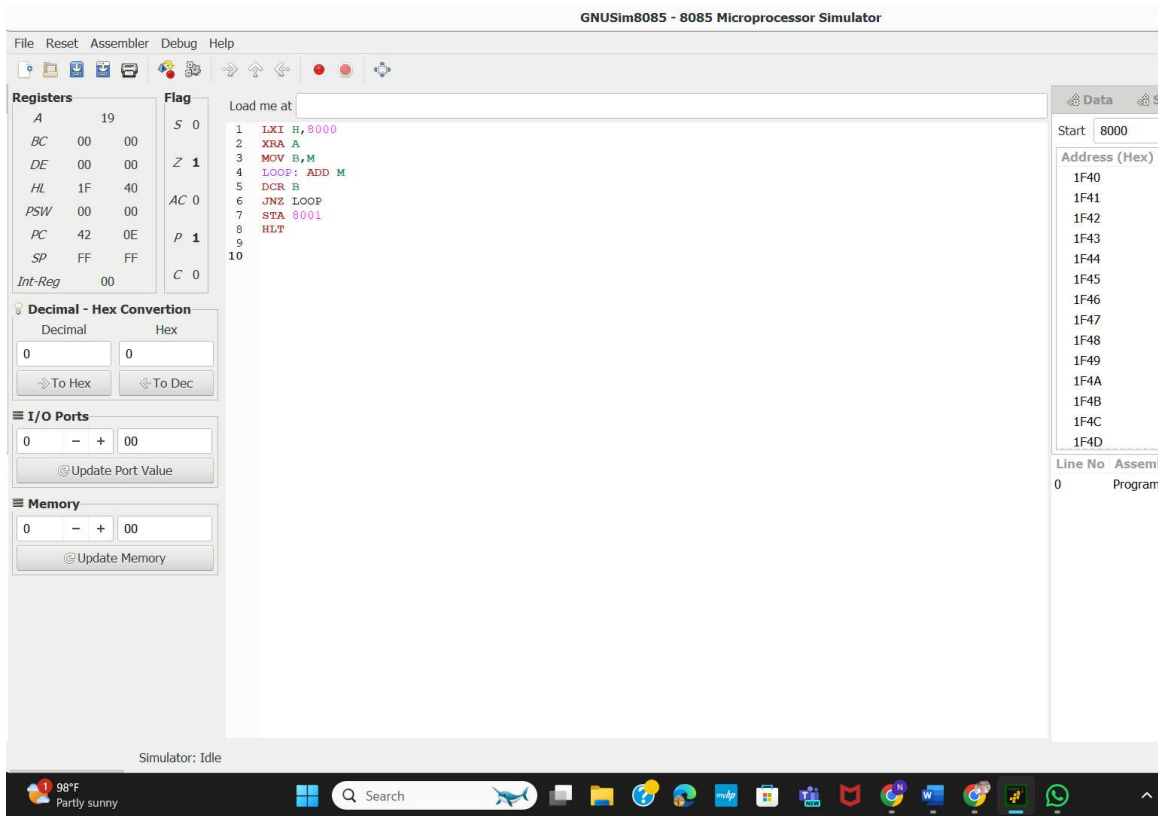 GNUSim8085 - 8085 Microprocessor Simulator
File Reset Assembler Debug Help
Registers
A 19
BC 00 00
DE 00 00
HL 1F 40
PSW 00 00
PC 42 0E
SP FF FF
Int-Reg 00
Flag
S 0
Z 1
AC 0
P 1
C 0
Decimal - Hex Convertion
Decimal Hex
0 0
To Hex To Dec
I/O Ports
0 - + 00
Update Port Value
Memory
0 - + 00
Update Memory
Load me at
1 LXI H,8000
2 XRA A
3 MOV B,M
4 LOOP: ADD M
5 DCR B
6 JNZ LOOP
7 STA 8001
8 HLT
9
10
Data S
Start 8000
Address (Hex)
1F40
1F41
1F42
1F43
1F44
1F45
1F46
1F47
1F48
1F49
1F4A
1F4B
1F4C
1F4D
Line No Assem
0 Program
Simulator: Idle
1 98°F
Partly sunny
Search
myhp
NEW
N
W